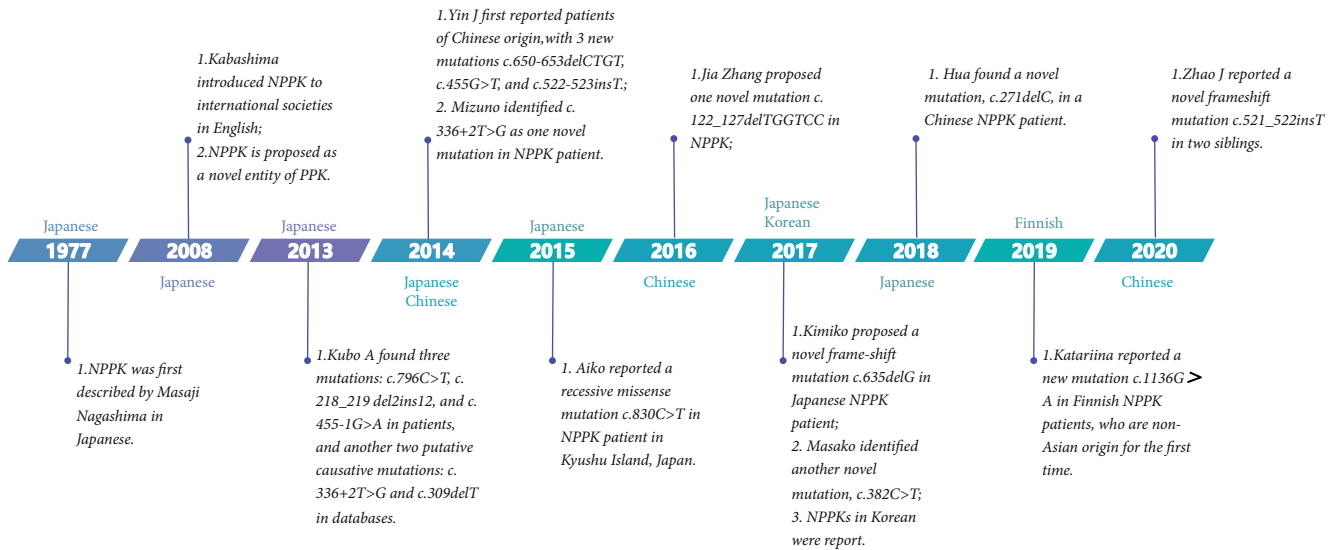 1.Kabashima
introduced NPPK to
international societies
in English;
2.NPPK is proposed as
a novel entity of PPK.
1.Yin J first reported patients
of Chinese origin,with 3 new
mutations c.650-653delCTGT,
c.455G>T, and c.522-523insT.;
2. Mizuno identified c.
336+2T>G as one novel
mutation in NPPK patient.
1.Jia Zhang proposed
one novel mutation c.
122_127delTGGTCC in
NPPK;
1. Hua found a novel
mutation, c.271delC, in a
Chinese NPPK patient.
1.Zhao J reported a
novel frameshift
mutation c.521_522insT
in two siblings.
Japanese
1977
2008
Japanese
Japanese
2013
2014
Japanese
Chinese
Japanese
2015
2016
Chinese
Japanese
Korean
2017
2018
Japanese
Finnish
2019
2020
Chinese
1.NPPK was first
described by Masaji
Nagashima in
Japanese.
1.Kubo A found three
mutations: c.796C>T, c.
218_219 del2ins12, and c.
455-1G>A in patients,
and another two putative
causative mutations: c.
336+2T>G and c.309delT
in databases.
1. Aiko reported a
recessive missense
mutation c.830C>T in
NPPK patient in
Kyushu Island, Japan.
1.Kimiko proposed a
novel frame-shift
mutation c.635delG in
Japanese NPPK
patient;
2. Masako identified
another novel
mutation, c.382C>T;
3. NPPKs in Korean
were report.
1.Katariina reported a
new mutation c.1136G >
A in Finnish NPPK
patients, who are non-
Asian origin for the first
time.